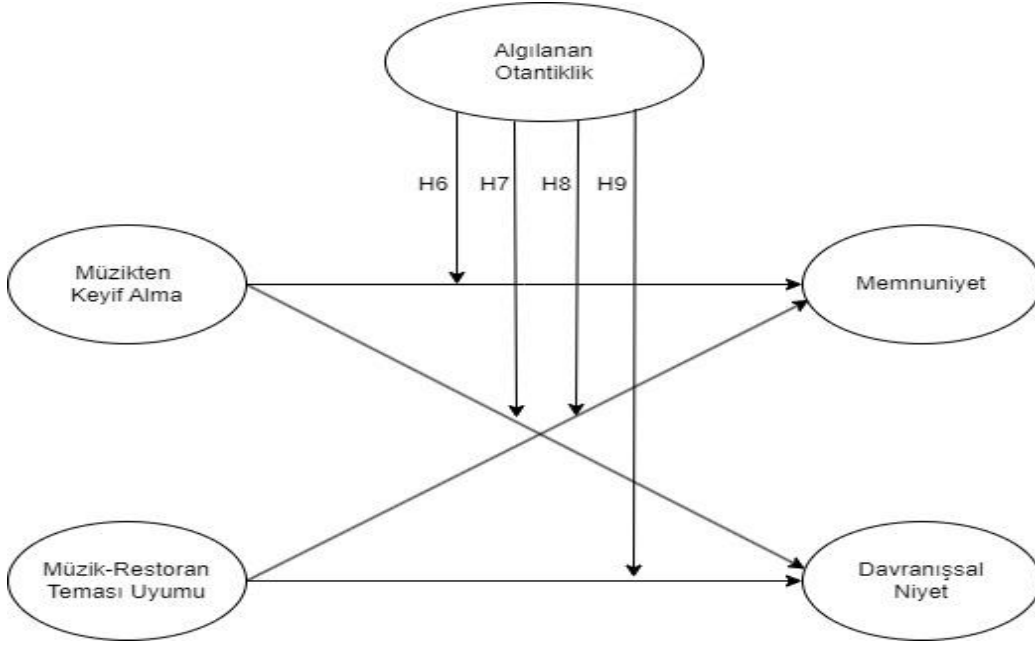 Algılanan
Otantiklik
H6
H7
H8
H9
Müzikten
Keyif Alma
Memnuniyet
Müzik-Restoran
Teması Uyumu
Davranışsal
Niyet